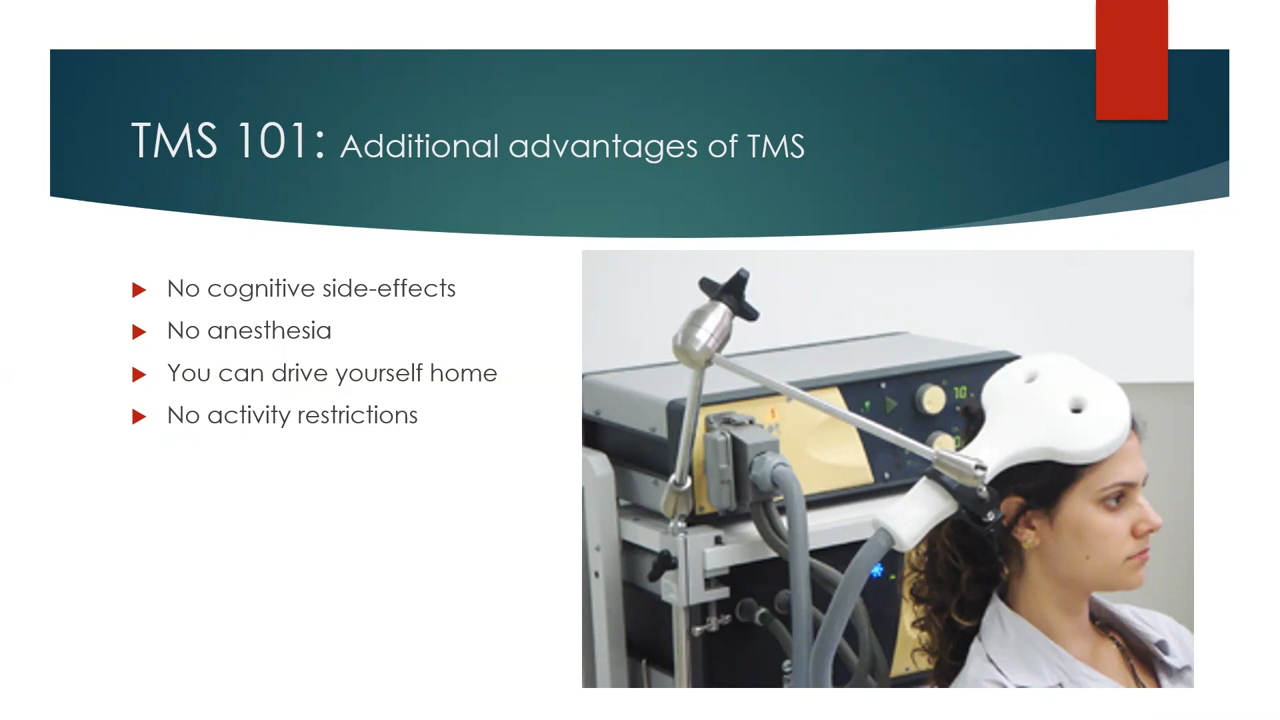 TMS 101: Additional advantages of TMS
No cognitive side-effects
No anesthesia
You can drive yourself home
No activity restrictions